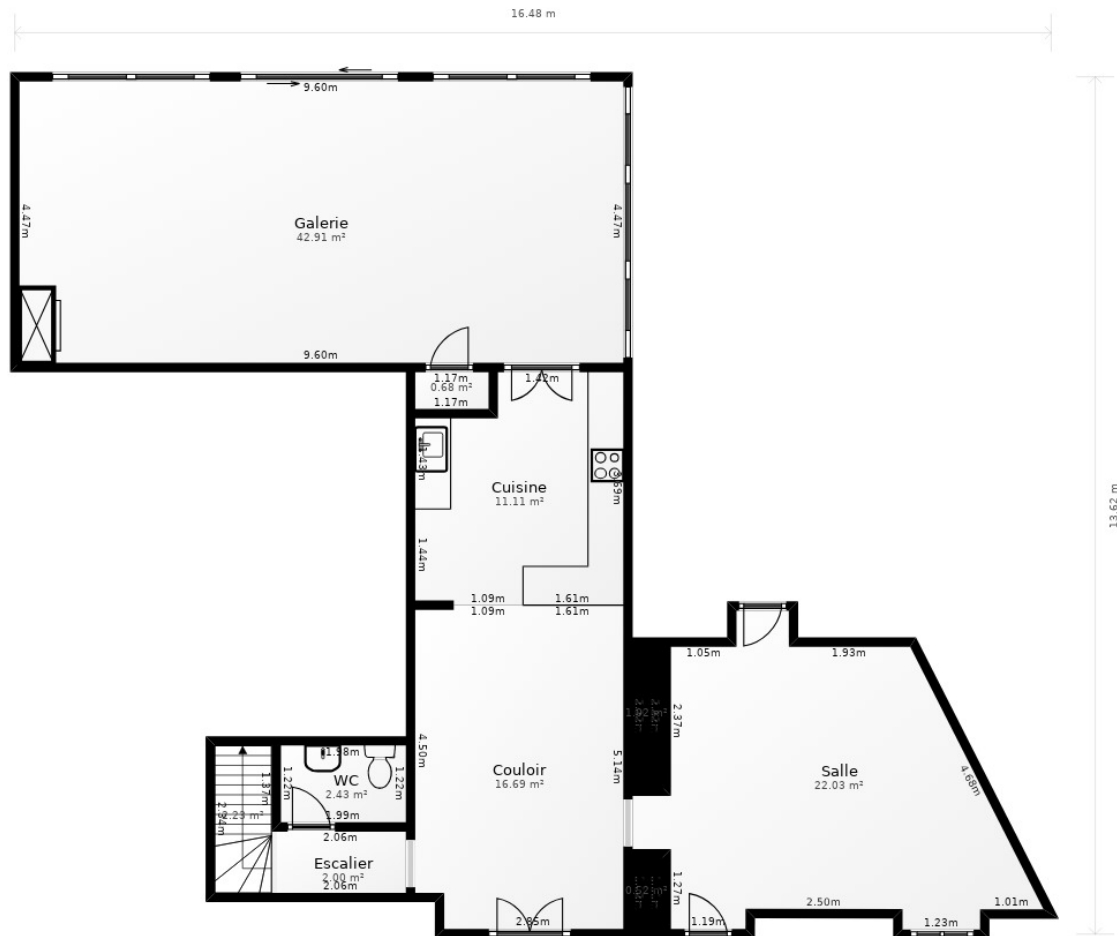 16.48 m
9.60m
4.47m
4.47m
Galerie
42.91 m²
9.60m
1.17m
0.68 m²
1.17m
1.42m
Cuisine
11.11 m²
1.44m
1.09m
1.61m
1.09m
1.61m
13.62 m
1.05m
1.93m
2.37m
4.50m
5.14m
Couloir
16.69 m²
Salle
22.03 m²
4.68m
1.98m
1.22m
WC
2.43 m²
1.22m
1.37m
1.99m
2.06m
Escalier
2.00 m²
2.06m
1.27m
2.50m
1.01m
2.85m
1.19m
1.23m